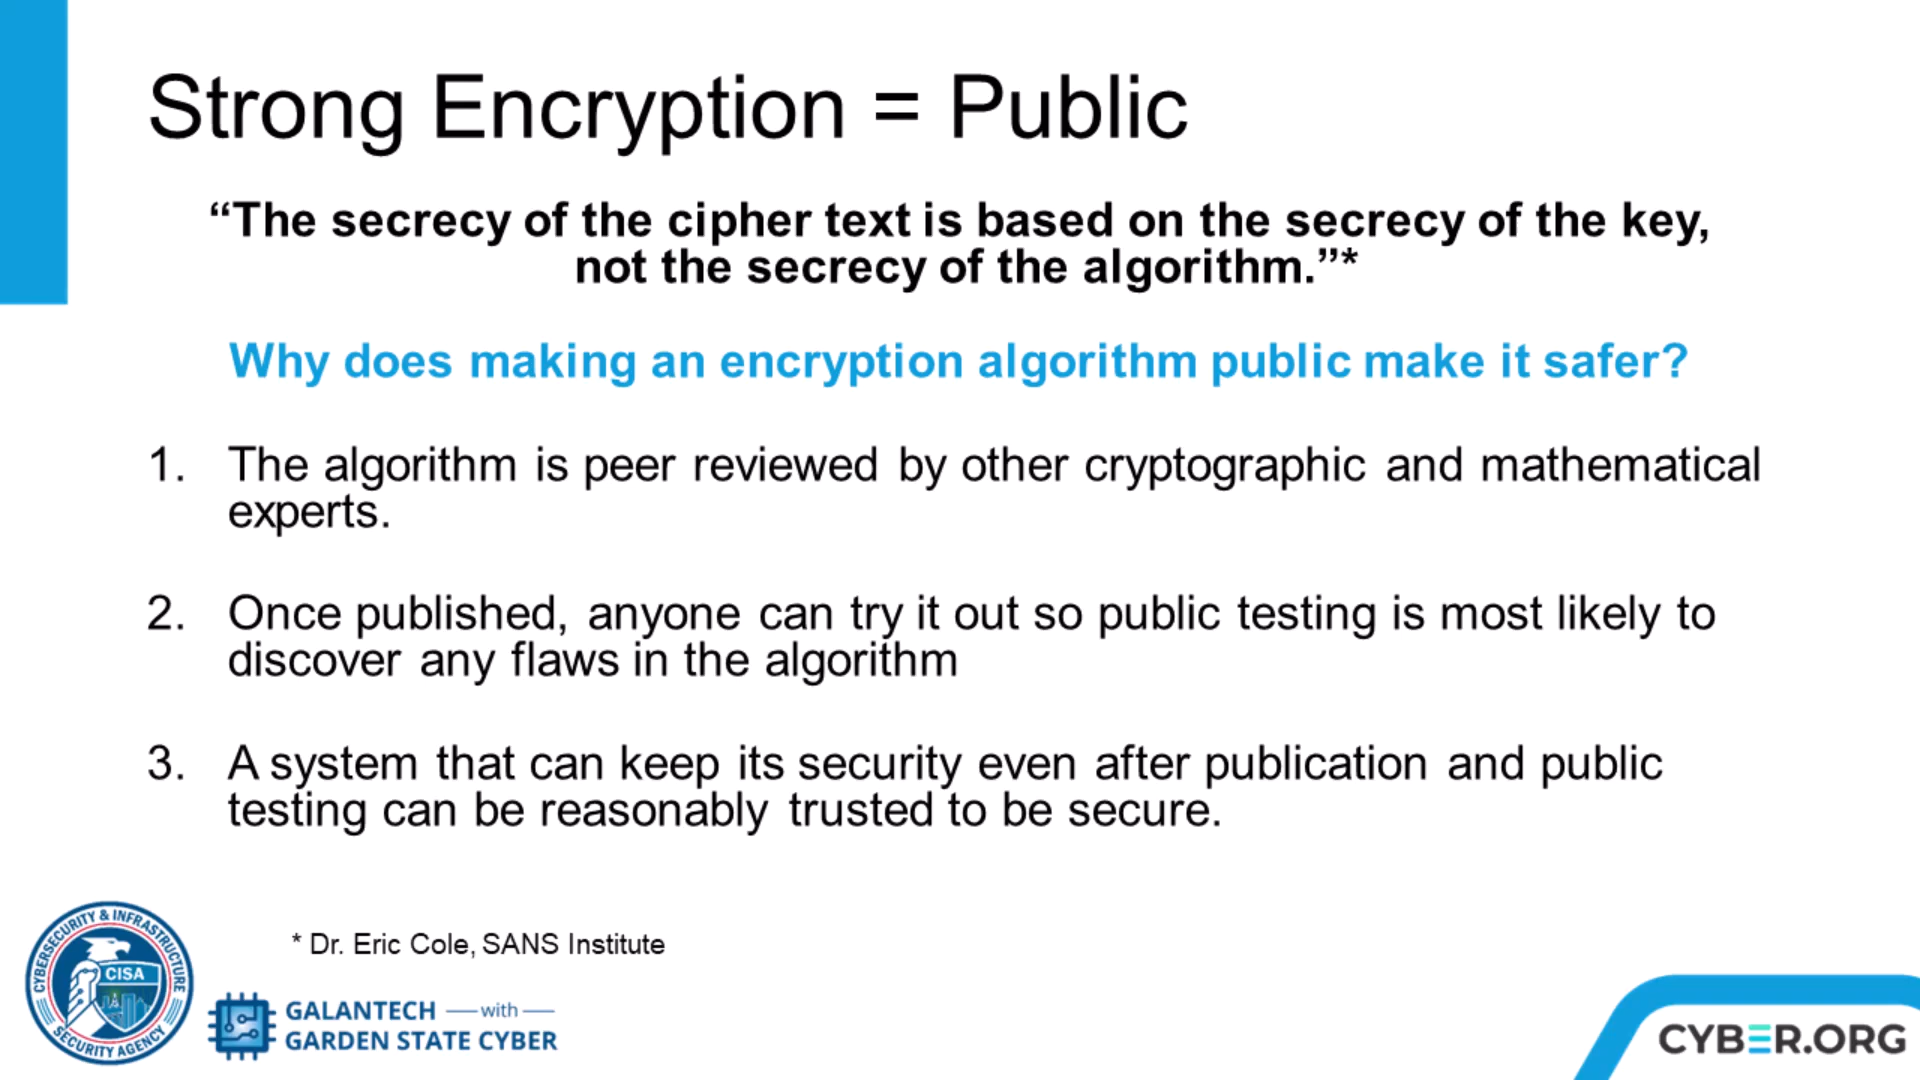 Strong Encryption = Public
“The secrecy of the cipher text is based on the secrecy of the key,
not the secrecy of the algorithm.”*
Why does making an encryption algorithm public make it safer?
1. The algorithm is peer reviewed by other cryptographic and mathematical
experts.
2. Once published, anyone can try it out so public testing is most likely to
discover any flaws in the algorithm
3. A system that can keep its security even after publication and public
testing can be reasonably trusted to be secure.
* Dr. Eric Cole, SANS Institute
CYBERSECURITY & INFRASTRUCTURE
CISA
SECURITY AGENCY
GALANTECH — with —
GARDEN STATE CYBER
CYBER.ORG